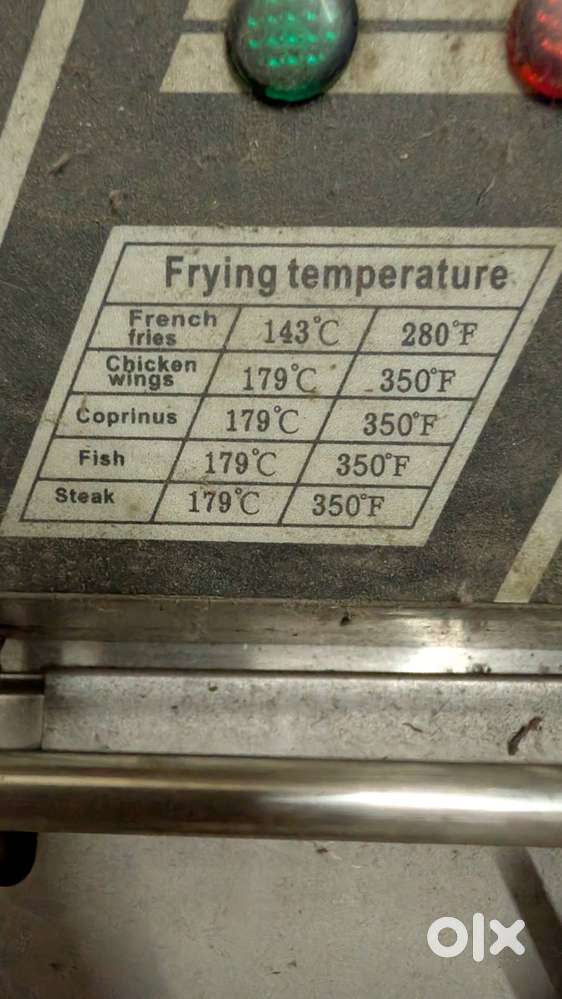 Frying temperature
French fries 143℃ 280°F
Chicken wings 179℃ 350°F
Coprinus 179℃ 350°F
Fish 179℃ 350°F
Steak 179℃ 350°F
olx